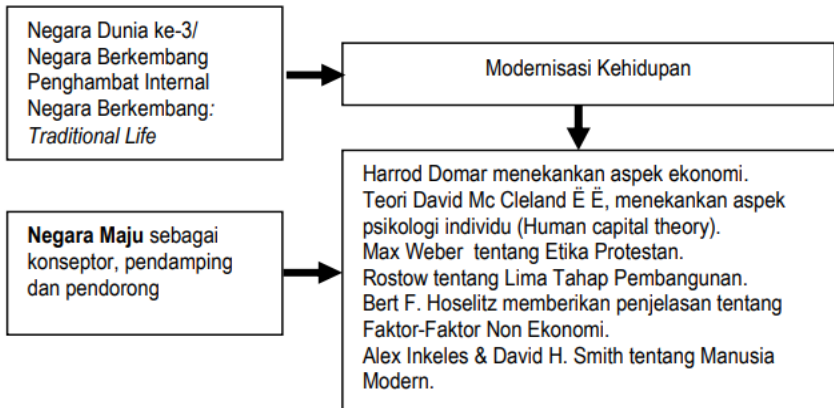 Negara Dunia ke-3/
Negara Berkembang
Penghambat Internal
Negara Berkembang:
Traditional Life
Modernisasi Kehidupan
Negara Maju sebagai
konseptor, pendamping
dan pendorong
Harrod Domar menekankan aspek ekonomi.
Teori David Mc Cleland Ë Ë, menekankan aspek
psikologi individu (Human capital theory).
Max Weber tentang Etika Protestan.
Rostow tentang Lima Tahap Pembangunan.
Bert F. Hoselitz memberikan penjelasan tentang
Faktor-Faktor Non Ekonomi.
Alex Inkeles & David H. Smith tentang Manusia
Modern.